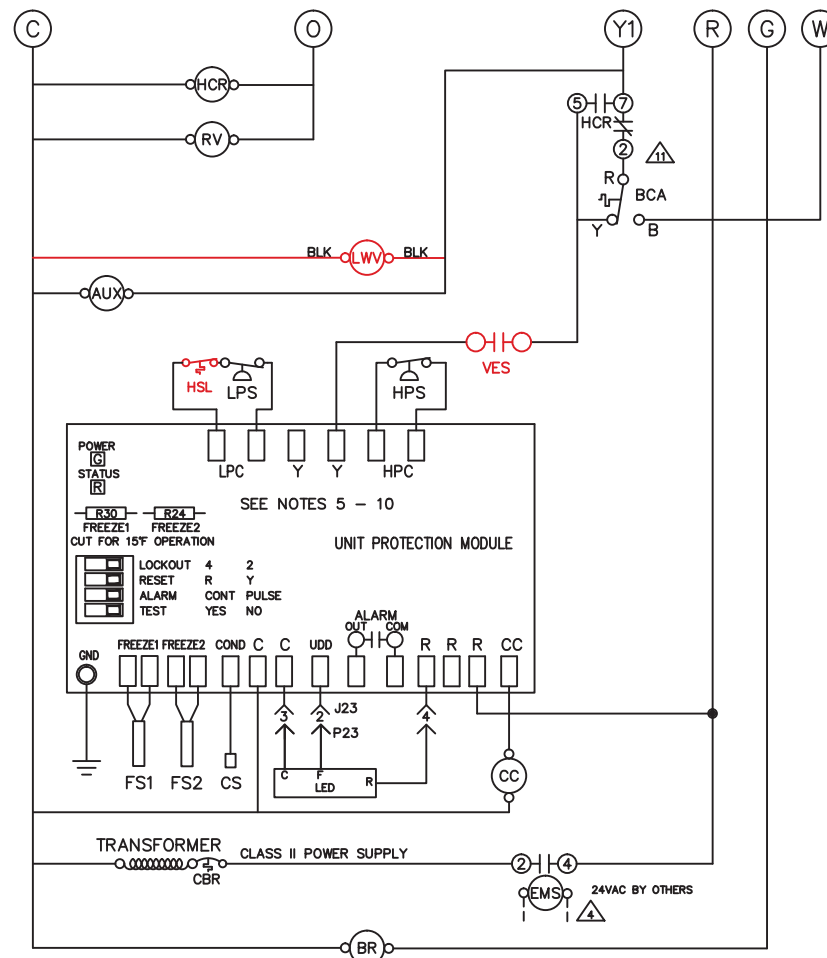 C O Y1 R G W
HCR
5 7
HCR
RV
2 11
R
BCA
Y B
BLK LWV BLK
AUX
VES
HSL LPS HPS
POWER
G
STATUS
R
LPC Y Y HPC
SEE NOTES 5 - 10
R30 R24
FREEZE1 FREEZE2
CUT FOR 15°F OPERATION
UNIT PROTECTION MODULE
LOCKOUT 4 2
RESET R Y
ALARM CONT PULSE
TEST YES NO
ALARM
OUT COM
GND FREEZE1 FREEZE2 COND C C UDD R R R CC
J23
3 2 4
P23
C F R
LED
FS1 FS2 CS
CC
TRANSFORMER
CLASS II POWER SUPPLY
CBR
2 4
EMS 24VAC BY OTHERS
4
BR